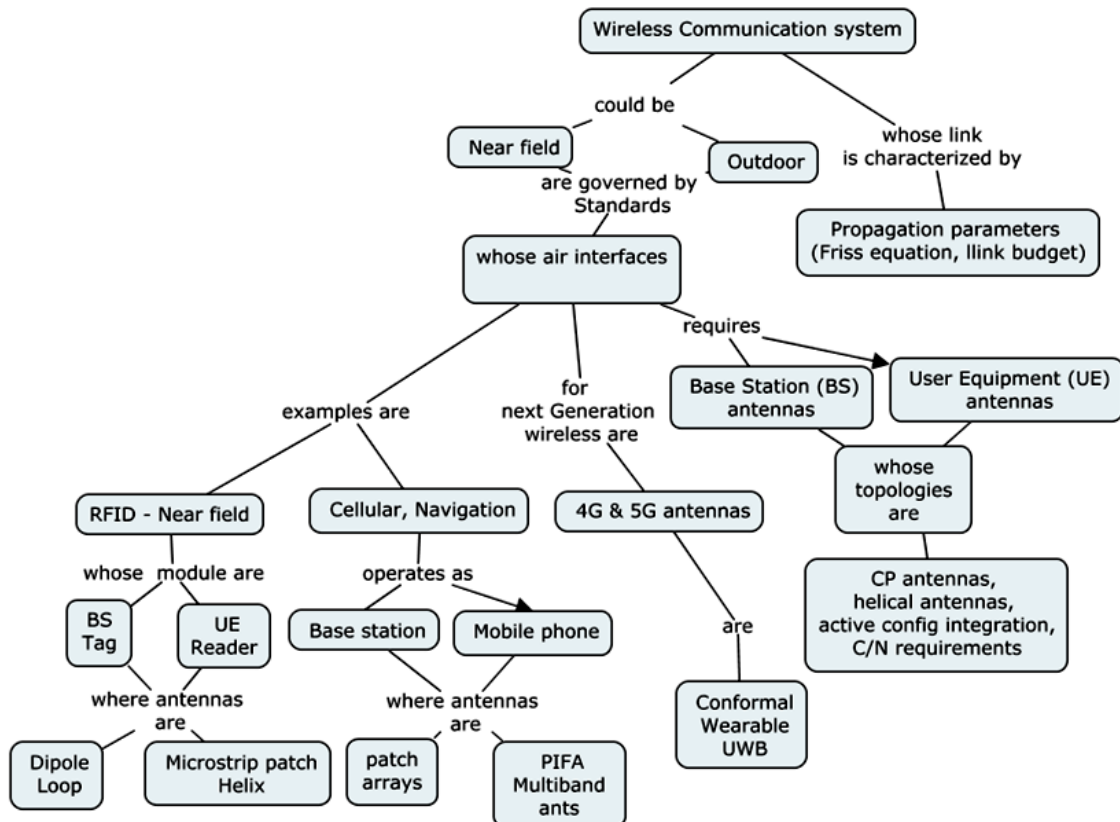 Wireless Communication system
could be
whose link
is characterized by
Near field
Outdoor
are governed by
Standards
Propagation parameters
(Friss equation, llink budget)
whose air interfaces
requires
for
next Generation
wireless are
Base Station (BS)
antennas
User Equipment (UE)
antennas
examples are
whose
topologies
are
RFID - Near field
Cellular, Navigation
4G & 5G antennas
whose module are
operates as
CP antennas,
helical antennas,
active config integration,
C/N requirements
BS
Tag
UE
Reader
Base station
Mobile phone
are
where antennas
are
where antennas
are
Conformal
Wearable
UWB
Dipole
Loop
Microstrip patch
Helix
patch
arrays
PIFA
Multiband
ants